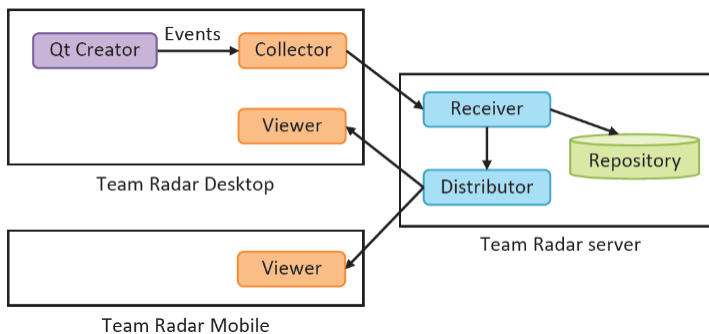 Events
Qt Creator
Collector
Viewer
Team Radar Desktop
Receiver
Repository
Distributor
Team Radar server
Viewer
Team Radar Mobile